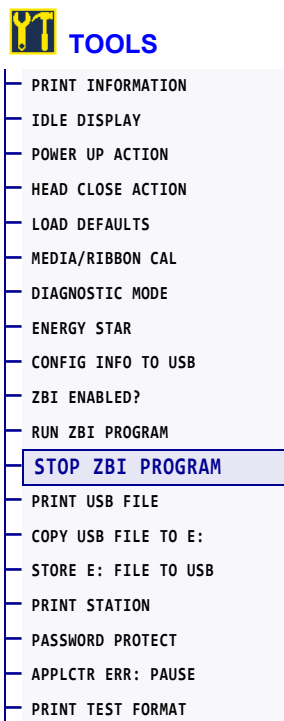 TOOLS
PRINT INFORMATION
IDLE DISPLAY
POWER UP ACTION
HEAD CLOSE ACTION
LOAD DEFAULTS
MEDIA/RIBBON CAL
DIAGNOSTIC MODE
ENERGY STAR
CONFIG INFO TO USB
ZBI ENABLED?
RUN ZBI PROGRAM
STOP ZBI PROGRAM
PRINT USB FILE
COPY USB FILE TO E:
STORE E: FILE TO USB
PRINT STATION
PASSWORD PROTECT
APPLCTR ERR: PAUSE
PRINT TEST FORMAT